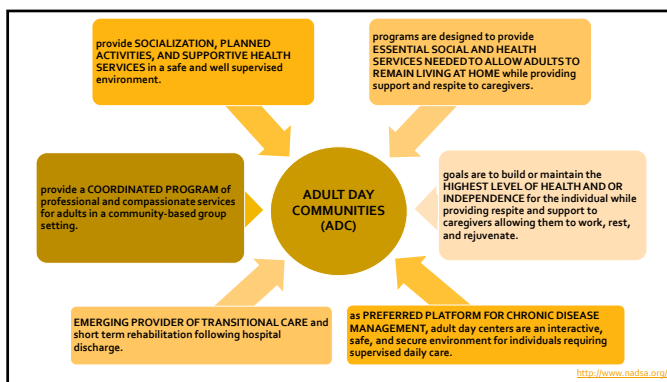 provide SOCIALIZATION, PLANNED
ACTIVITIES, AND SUPPORTIVE HEALTH
SERVICES in a safe and well supervised
environment.
programs are designed to provide
ESSENTIAL SOCIAL AND HEALTH
SERVICES NEEDED TO ALLOW ADULTS TO
REMAIN LIVING AT HOME while providing
support and respite to caregivers.
provide a COORDINATED PROGRAM of
professional and compassionate services
for adults in a community-based group
setting.
ADULT DAY
COMMUNITIES
(ADC)
goals are to build or maintain the
HIGHEST LEVEL OF HEALTH AND OR
INDEPENDENCE for the individual while
providing respite and support to
caregivers allowing them to work, rest,
and rejuvenate.
EMERGING PROVIDER OF TRANSITIONAL CARE and
short term rehabilitation following hospital
discharge.
as PREFERRED PLATFORM FOR CHRONIC DISEASE
MANAGEMENT, adult day centers are an interactive,
safe, and secure environment for individuals requiring
supervised daily care.
http://www.nadsa.org/